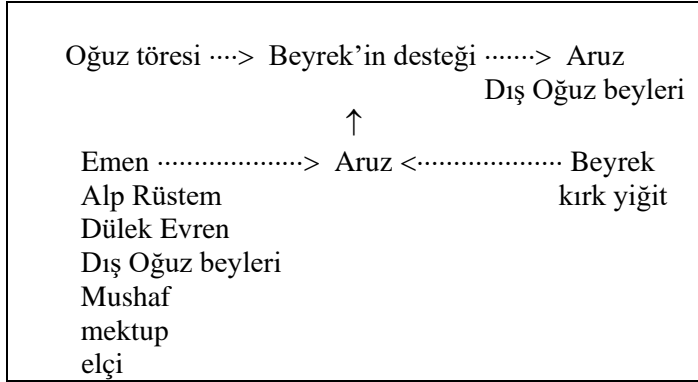 Oğuz töresi ····> Beyrek’in desteği ·······> Aruz
Dış Oğuz beyleri
↑
Emen ····················> Aruz <···················· Beyrek
Alp Rüstem kırk yiğit
Dülek Evren
Dış Oğuz beyleri
Mushaf
mektup
elçi